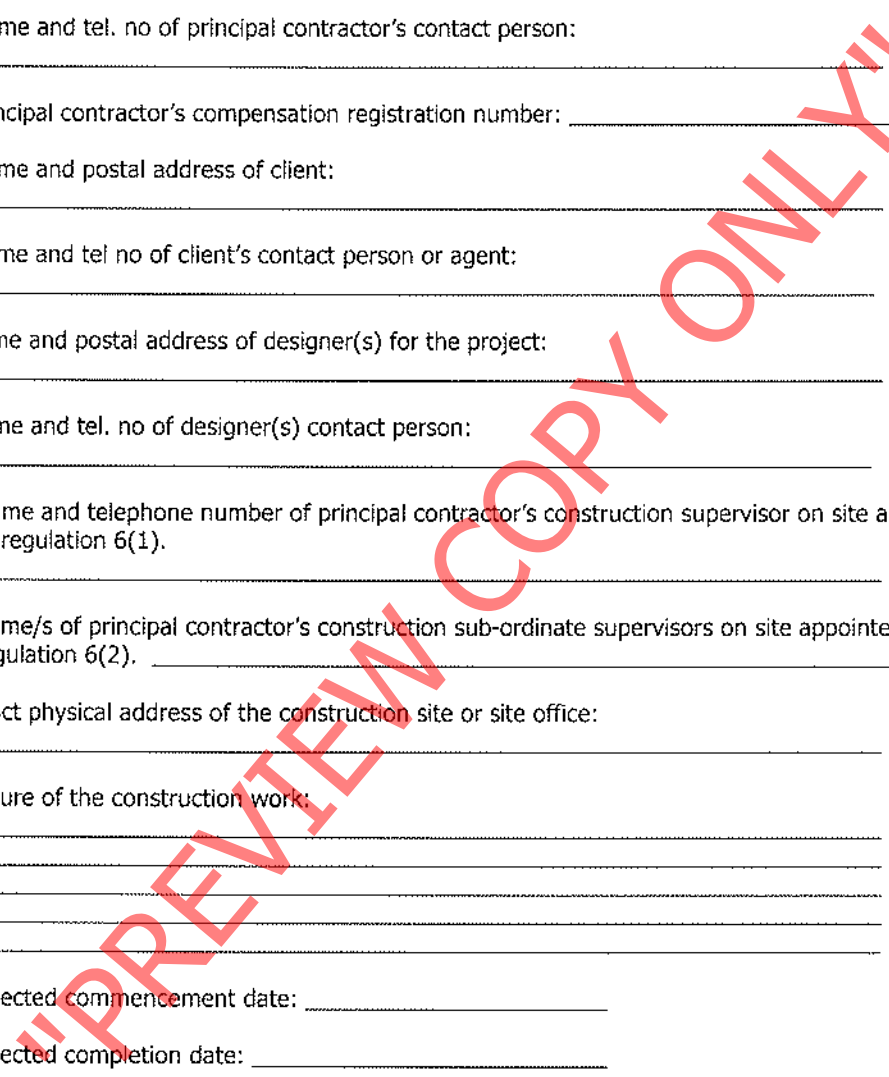 me and tel. no of principal contractor's contact person:
ncipal contractor's compensation registration number:
me and postal address of client:
me and tel no of client's contact person or agent:
ne and postal address of designer(s) for the project:
ne and tel. no of designer(s) contact person:
me and telephone number of principal contractor's construction supervisor on site a
regulation 6(1).
me/s of principal contractor's construction sub-ordinate supervisors on site appointe
gulation 6(2).
ct physical address of the construction site or site office:
ure of the construction work:
ected commencement date:
ected completion date:
"PREVIEW COPY ONLY"